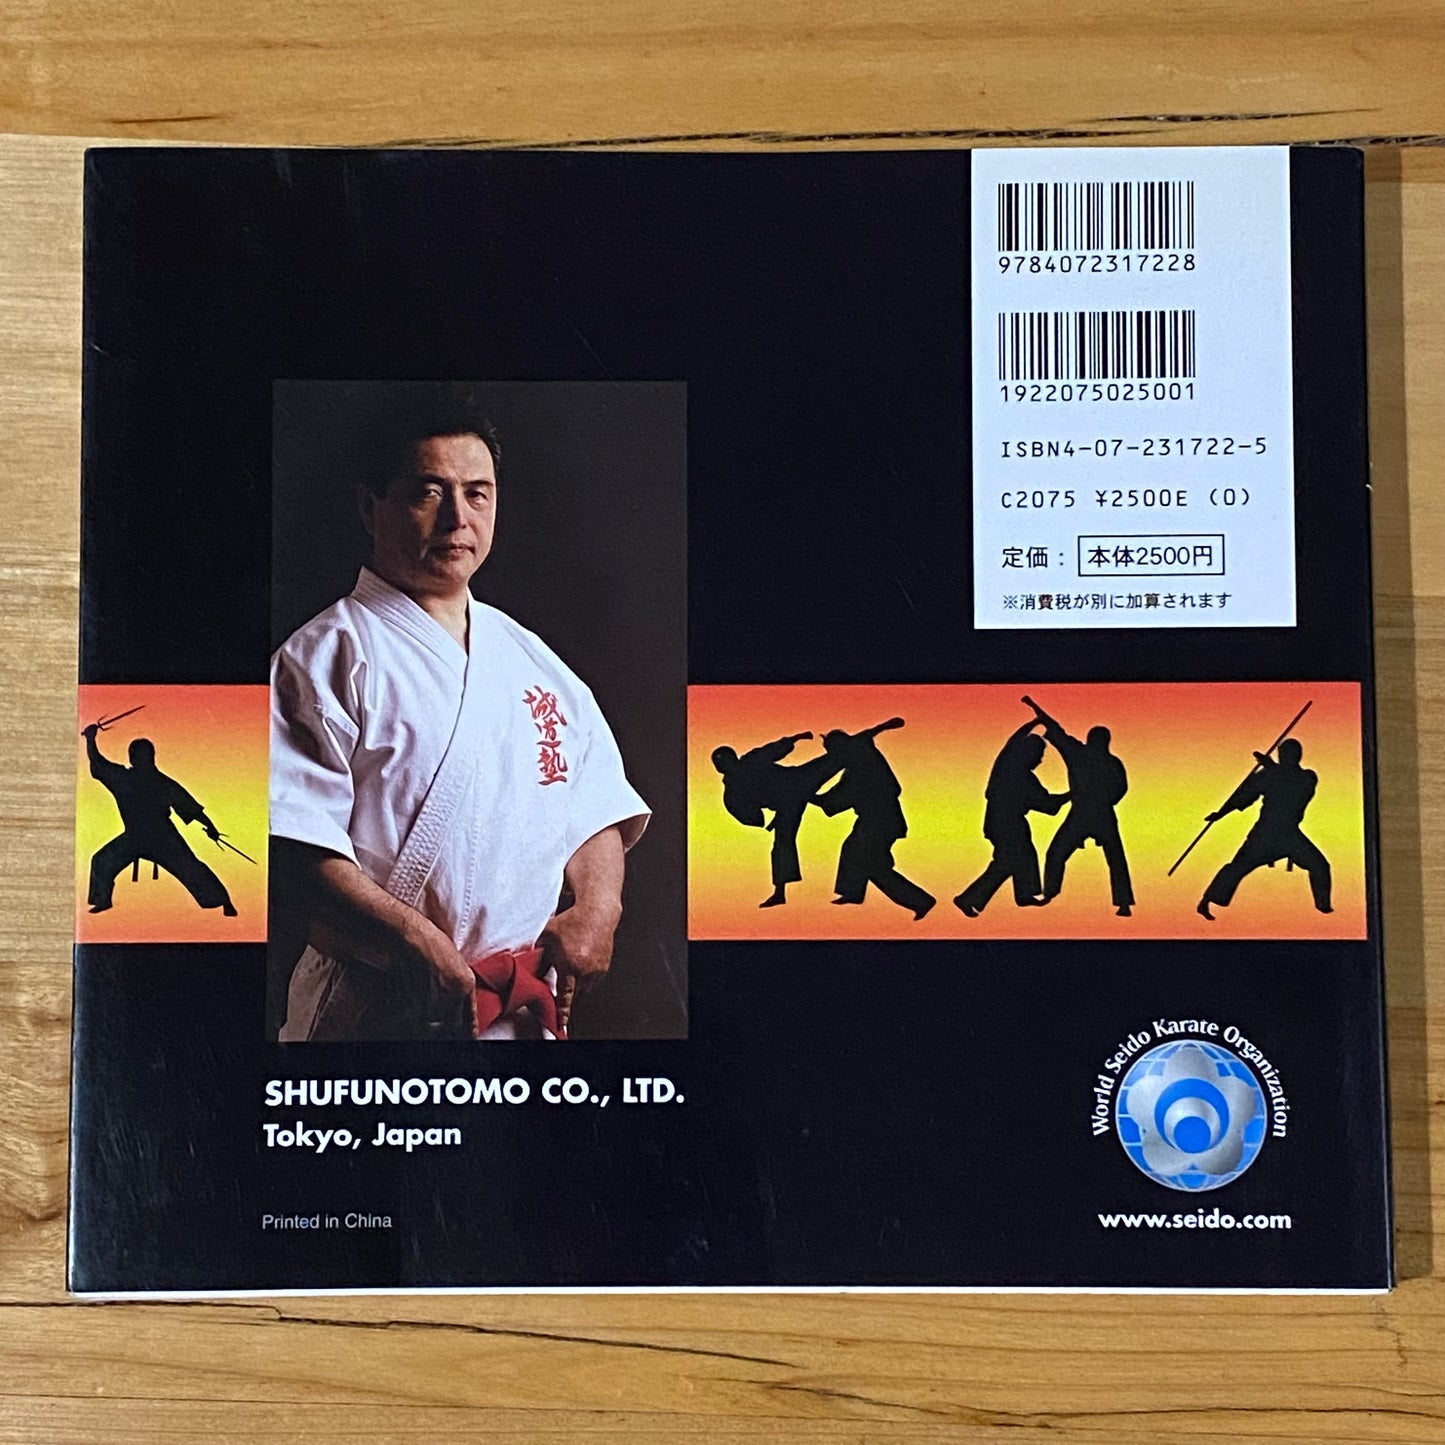 9784072317228
1922075025001
ISBN4-07-231722-5
C2075 ¥2500E (0)
定価： 本体2500円
※消費税が別に加算されます
誠道塾
SHUFUNOTOMO CO., LTD.
Tokyo, Japan
Printed in China
World Seido Karate Organization
www.seido.com